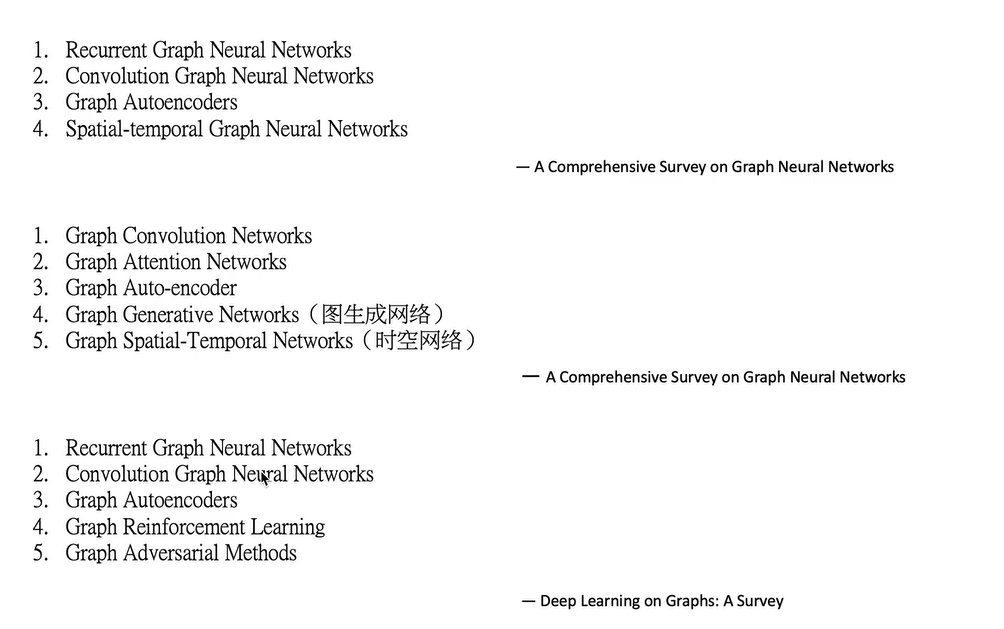 1. Recurrent Graph Neural Networks
2. Convolution Graph Neural Networks
3. Graph Autoencoders
4. Spatial-temporal Graph Neural Networks
— A Comprehensive Survey on Graph Neural Networks
1. Graph Convolution Networks
2. Graph Attention Networks
3. Graph Auto-encoder
4. Graph Generative Networks（图生成网络）
5. Graph Spatial-Temporal Networks（时空网络）
— A Comprehensive Survey on Graph Neural Networks
1. Recurrent Graph Neural Networks
2. Convolution Graph Neural Networks
3. Graph Autoencoders
4. Graph Reinforcement Learning
5. Graph Adversarial Methods
— Deep Learning on Graphs: A Survey